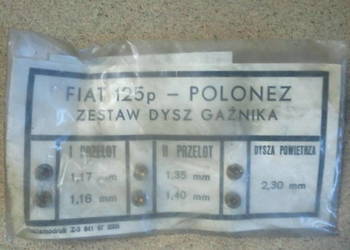 FIAT 125p – POLONEZ
ZESTAW DYSZ GAŹNIKA
I PRZELOT
II PRZELOT
DYSZA POWIETRZA
1,17 mm
1,35 mm
2,30 mm
1,16 mm
1,40 mm